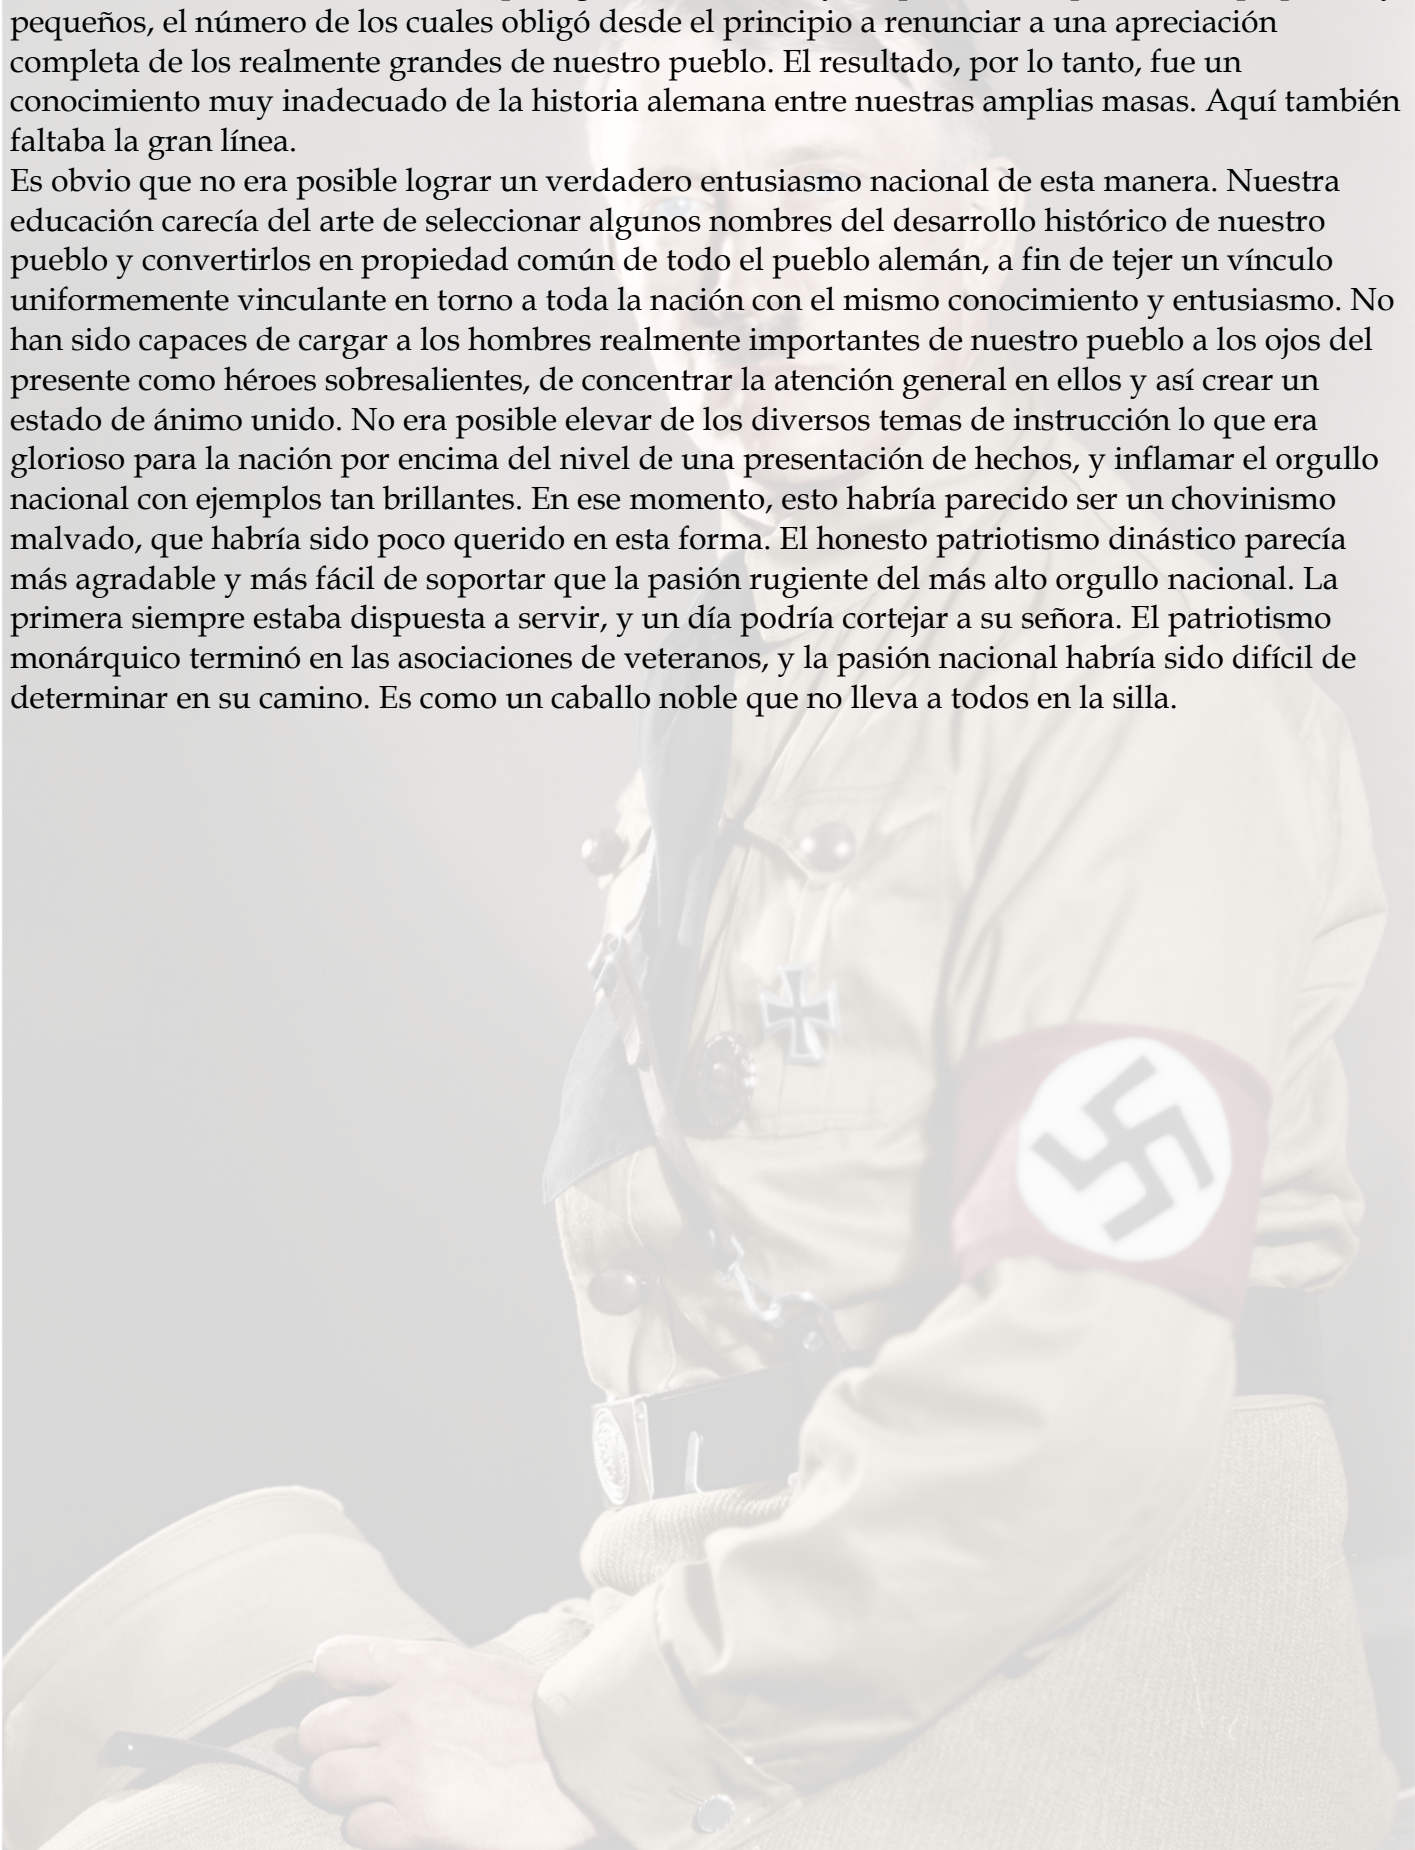 pequeños, el número de los cuales obligó desde el principio a renunciar a una apreciación
completa de los realmente grandes de nuestro pueblo. El resultado, por lo tanto, fue un
conocimiento muy inadecuado de la historia alemana entre nuestras amplias masas. Aquí también
faltaba la gran línea.
Es obvio que no era posible lograr un verdadero entusiasmo nacional de esta manera. Nuestra
educación carecía del arte de seleccionar algunos nombres del desarrollo histórico de nuestro
pueblo y convertirlos en propiedad común de todo el pueblo alemán, a fin de tejer un vínculo
uniformemente vinculante en torno a toda la nación con el mismo conocimiento y entusiasmo. No
han sido capaces de cargar a los hombres realmente importantes de nuestro pueblo a los ojos del
presente como héroes sobresalientes, de concentrar la atención general en ellos y así crear un
estado de ánimo unido. No era posible elevar de los diversos temas de instrucción lo que era
glorioso para la nación por encima del nivel de una presentación de hechos, y inflamar el orgullo
nacional con ejemplos tan brillantes. En ese momento, esto habría parecido ser un chovinismo
malvado, que habría sido poco querido en esta forma. El honesto patriotismo dinástico parecía
más agradable y más fácil de soportar que la pasión rugiente del más alto orgullo nacional. La
primera siempre estaba dispuesta a servir, y un día podría cortejar a su señora. El patriotismo
monárquico terminó en las asociaciones de veteranos, y la pasión nacional habría sido difícil de
determinar en su camino. Es como un caballo noble que no lleva a todos en la silla.